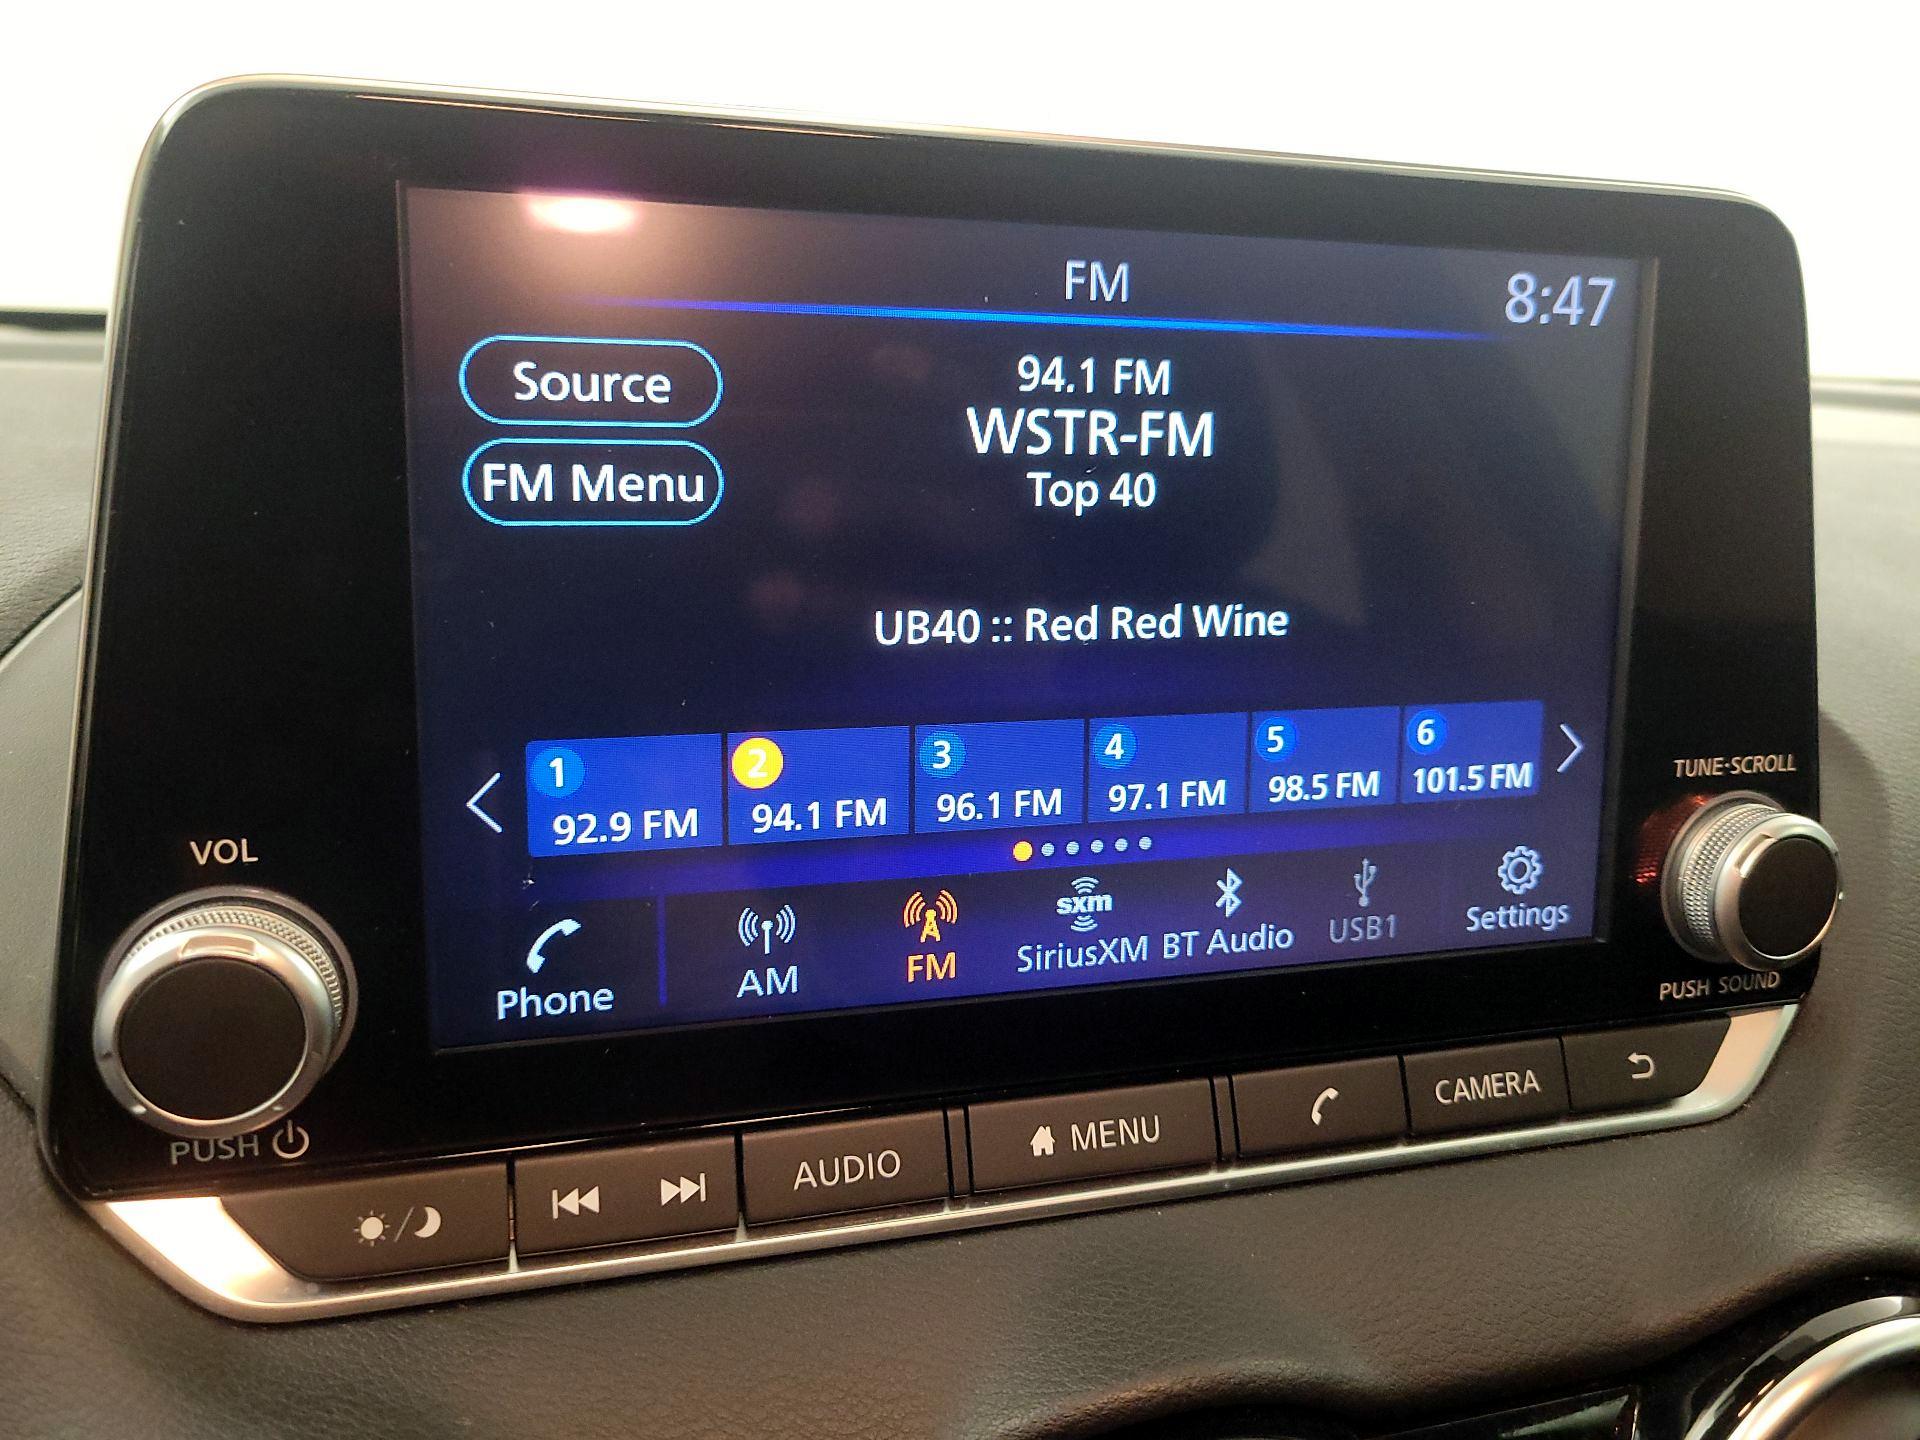 FM
8:47
Source
94.1 FM
WSTR-FM
FM Menu
Top 40
UB40 :: Red Red Wine
1 2 3 4 5 6
92.9 FM 94.1 FM 96.1 FM 97.1 FM 98.5 FM 101.5 FM
TUNE·SCROLL
VOL
sxm
Phone AM FM SiriusXM BT Audio USB1 Settings
PUSH SOUND
PUSH
AUDIO MENU CAMERA